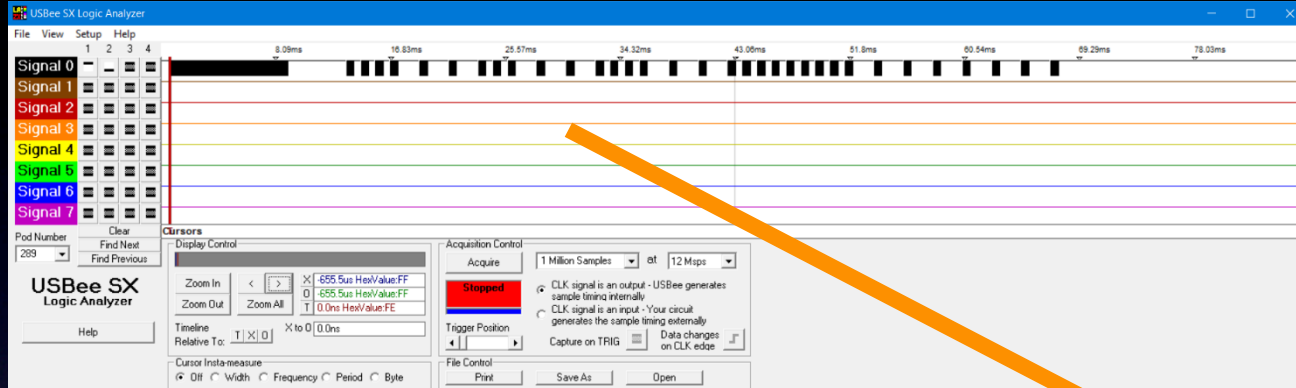 USBee SX Logic Analyzer
File View Setup Help
1 2 3 4
8.09ms 16.83ms 25.57ms 34.32ms 43.06ms 51.8ms 60.54ms 69.29ms 78.03ms
Signal 0
Signal 1
Signal 2
Signal 3
Signal 4
Signal 5
Signal 6
Signal 7
Pod Number
289
Clear
Find Next
Find Previous
USBee SX
Logic Analyzer
Help
Cursors
Display Control
Zoom In < > X -655.5us HexValue:FF
O -655.5us HexValue:FF
Zoom Out Zoom All T 0.0ns HexValue:FE
Timeline
Relative To: T X O X to O 0.0ns
Cursor Insta-measure
Off Width Frequency Period Byte
Acquisition Control
Acquire 1 Million Samples at 12 Msps
Stopped
CLK signal is an output - USBee generates
sample timing internally
CLK signal is an input - Your circuit
generates the sample timing externally
Trigger Position
Capture on TRIG
Data changes
on CLK edge
File Control
Print Save As Open